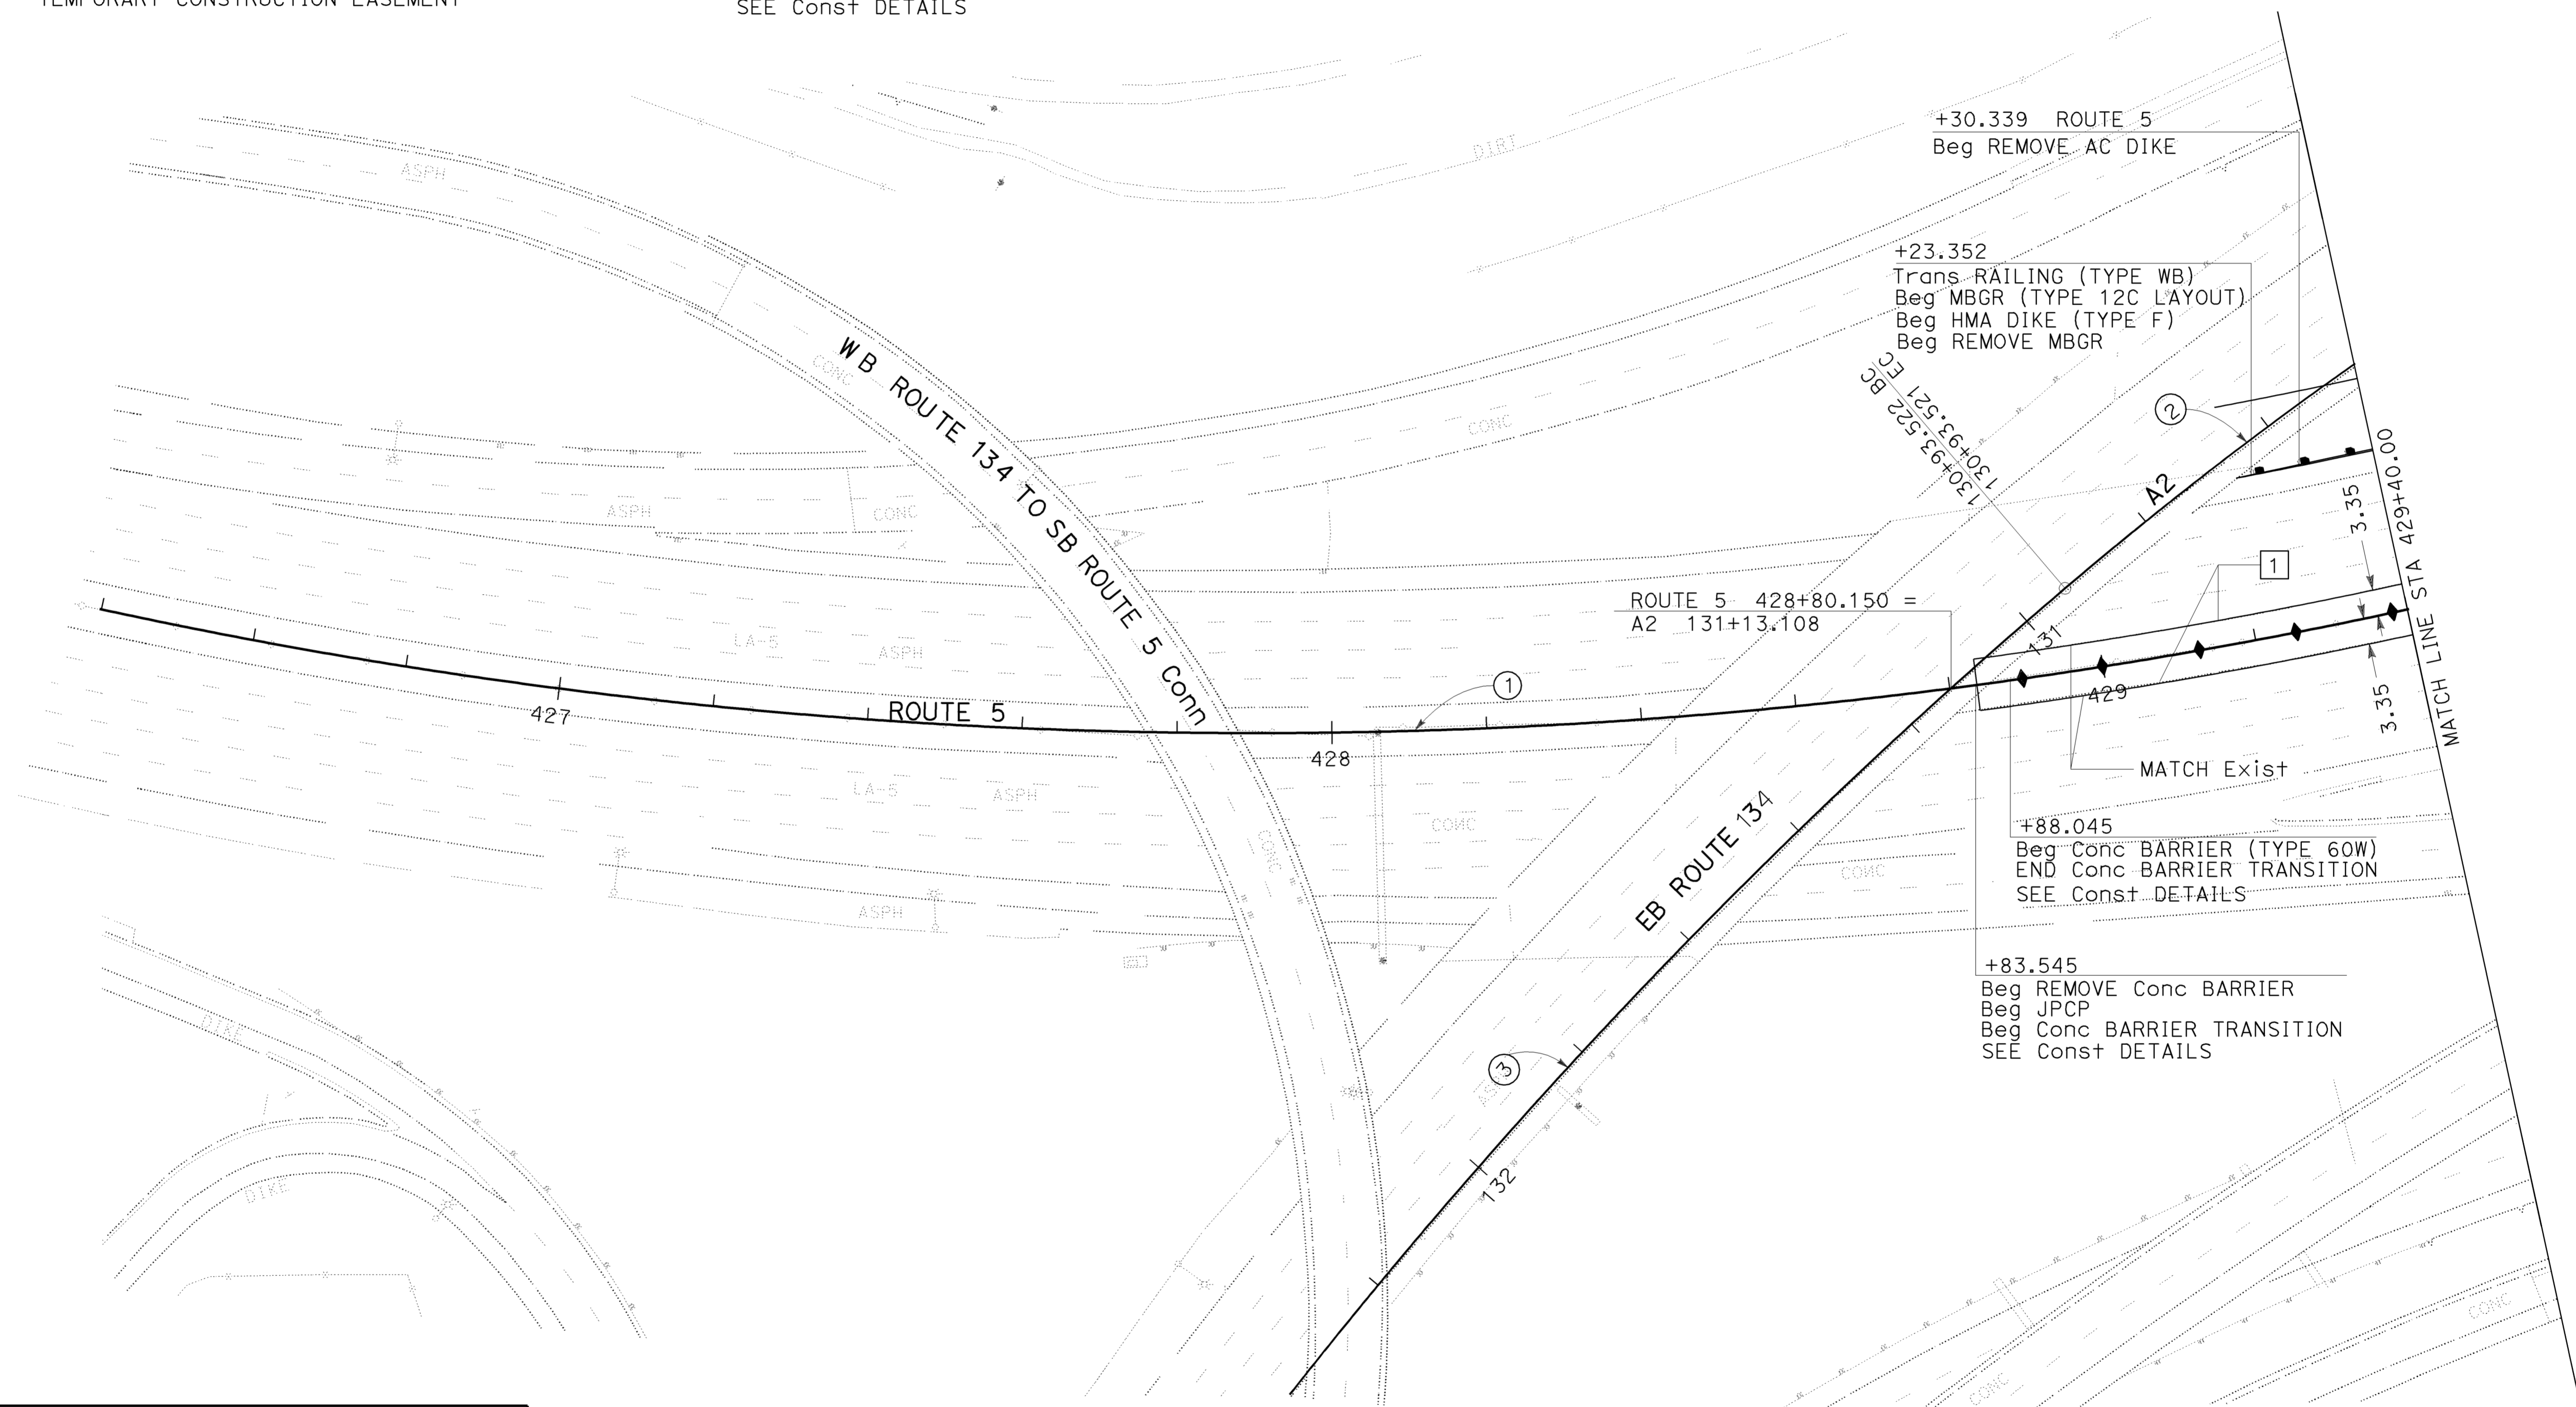 TEMPORARY CONSTRUCTION EASEMENT
SEE Const DETAILS
+30.339 ROUTE 5
Beg REMOVE AC DIKE
DIRT
ASPH
+23.352
Trans RAILING (TYPE WB)
Beg MBGR (TYPE 12C LAYOUT)
Beg HMA DIKE (TYPE F)
Beg REMOVE MBGR
WB ROUTE 134 TO SB ROUTE 5 Conn
CONC
130+93.521 EC
130+93.522 BC
2
CONC
ASPH
CONC
A2
MATCH LINE STA 429+40.00
3.35
1
ROUTE 5 428+80.150 =
A2 131+13.108
LA-5
ASPH
131
1
427
ROUTE 5
429
3.35
428
MATCH Exist
LA-5
ASPH
CONC
CONC
EB ROUTE 134
+88.045
Beg Conc BARRIER (TYPE 60W)
END Conc BARRIER TRANSITION
SEE Const DETAILS
CONC
ASPH
+83.545
Beg REMOVE Conc BARRIER
Beg JPCP
Beg Conc BARRIER TRANSITION
SEE Const DETAILS
DIKE
3
132
DIKE
CONC
CONC